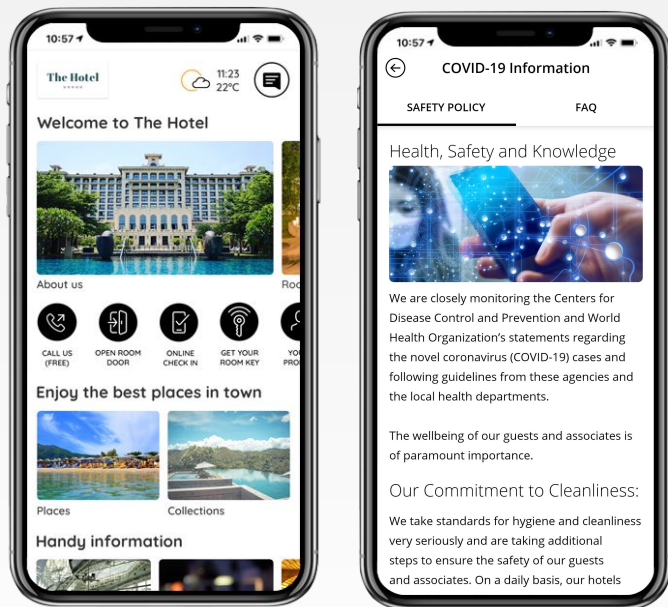 10:57
The Hotel
11:23
22°C
Welcome to The Hotel
About us
CALL US
(FREE)
OPEN ROOM
DOOR
ONLINE
CHECK IN
GET YOUR
ROOM KEY
Enjoy the best places in town
Places
Collections
Handy information
10:57
COVID-19 Information
SAFETY POLICY
FAQ
Health, Safety and Knowledge
We are closely monitoring the Centers for
Disease Control and Prevention and World
Health Organization’s statements regarding
the novel coronavirus (COVID-19) cases and
following guidelines from these agencies and
the local health departments.
The wellbeing of our guests and associates is
of paramount importance.
Our Commitment to Cleanliness:
We take standards for hygiene and cleanliness
very seriously and are taking additional
steps to ensure the safety of our guests
and associates. On a daily basis, our hotels